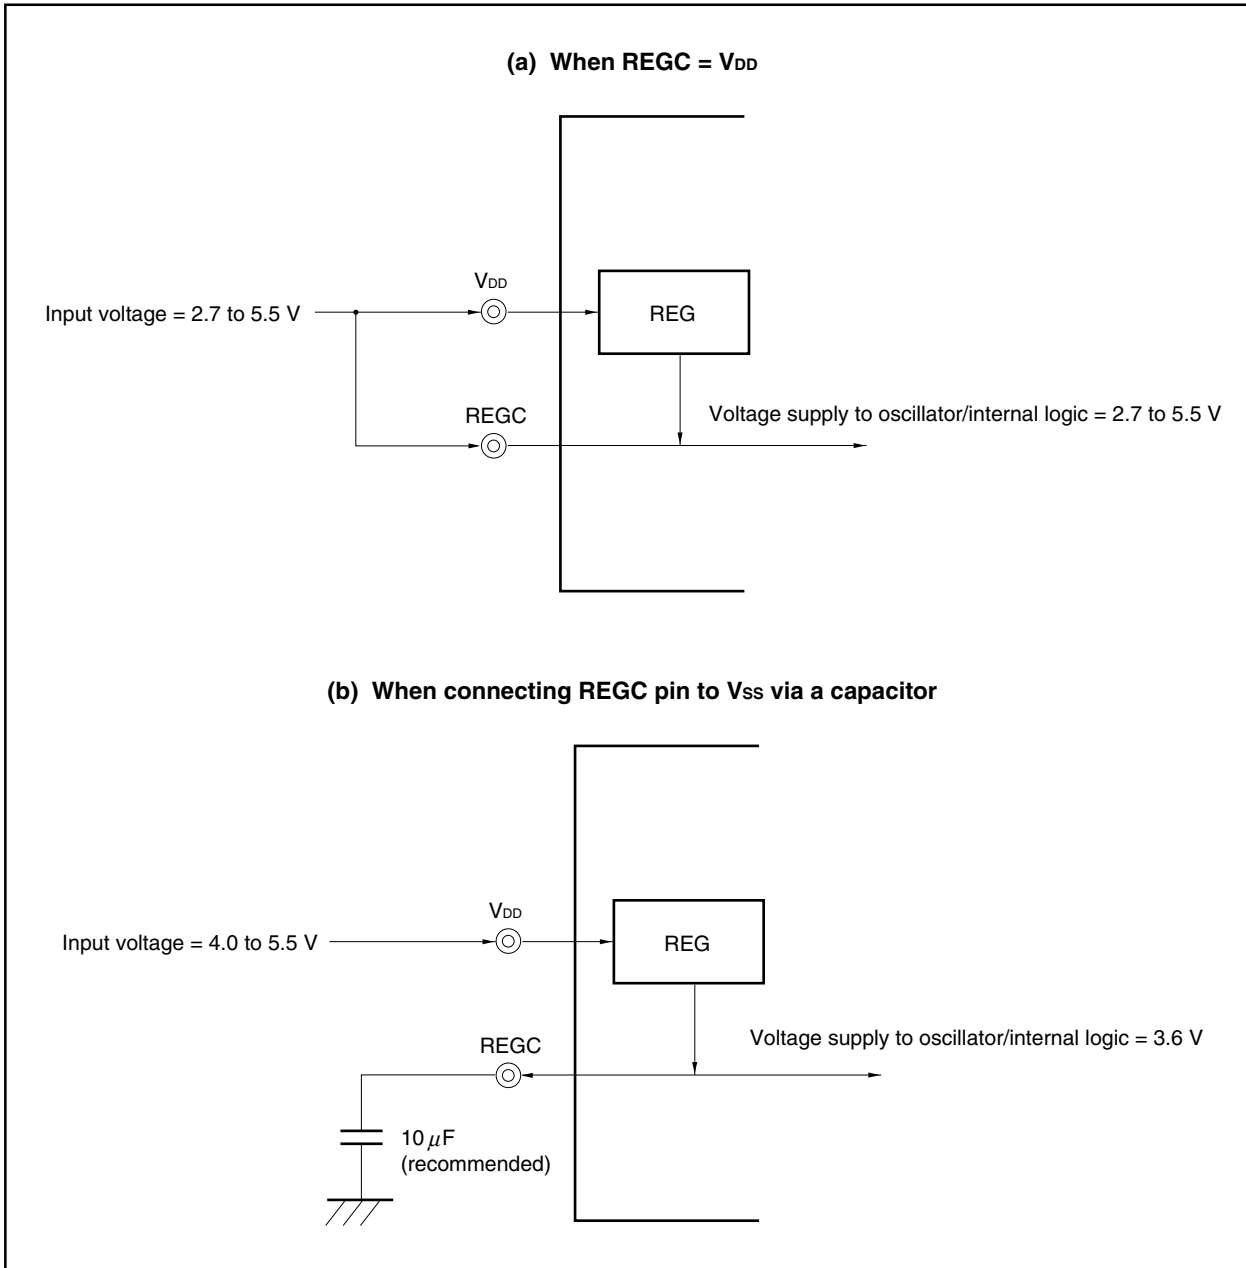 (a) When REGC = VDD
VDD
Input voltage = 2.7 to 5.5 V
REG
REGC
Voltage supply to oscillator/internal logic = 2.7 to 5.5 V
(b) When connecting REGC pin to VSS via a capacitor
VDD
Input voltage = 4.0 to 5.5 V
REG
REGC
Voltage supply to oscillator/internal logic = 3.6 V
10 μF
(recommended)